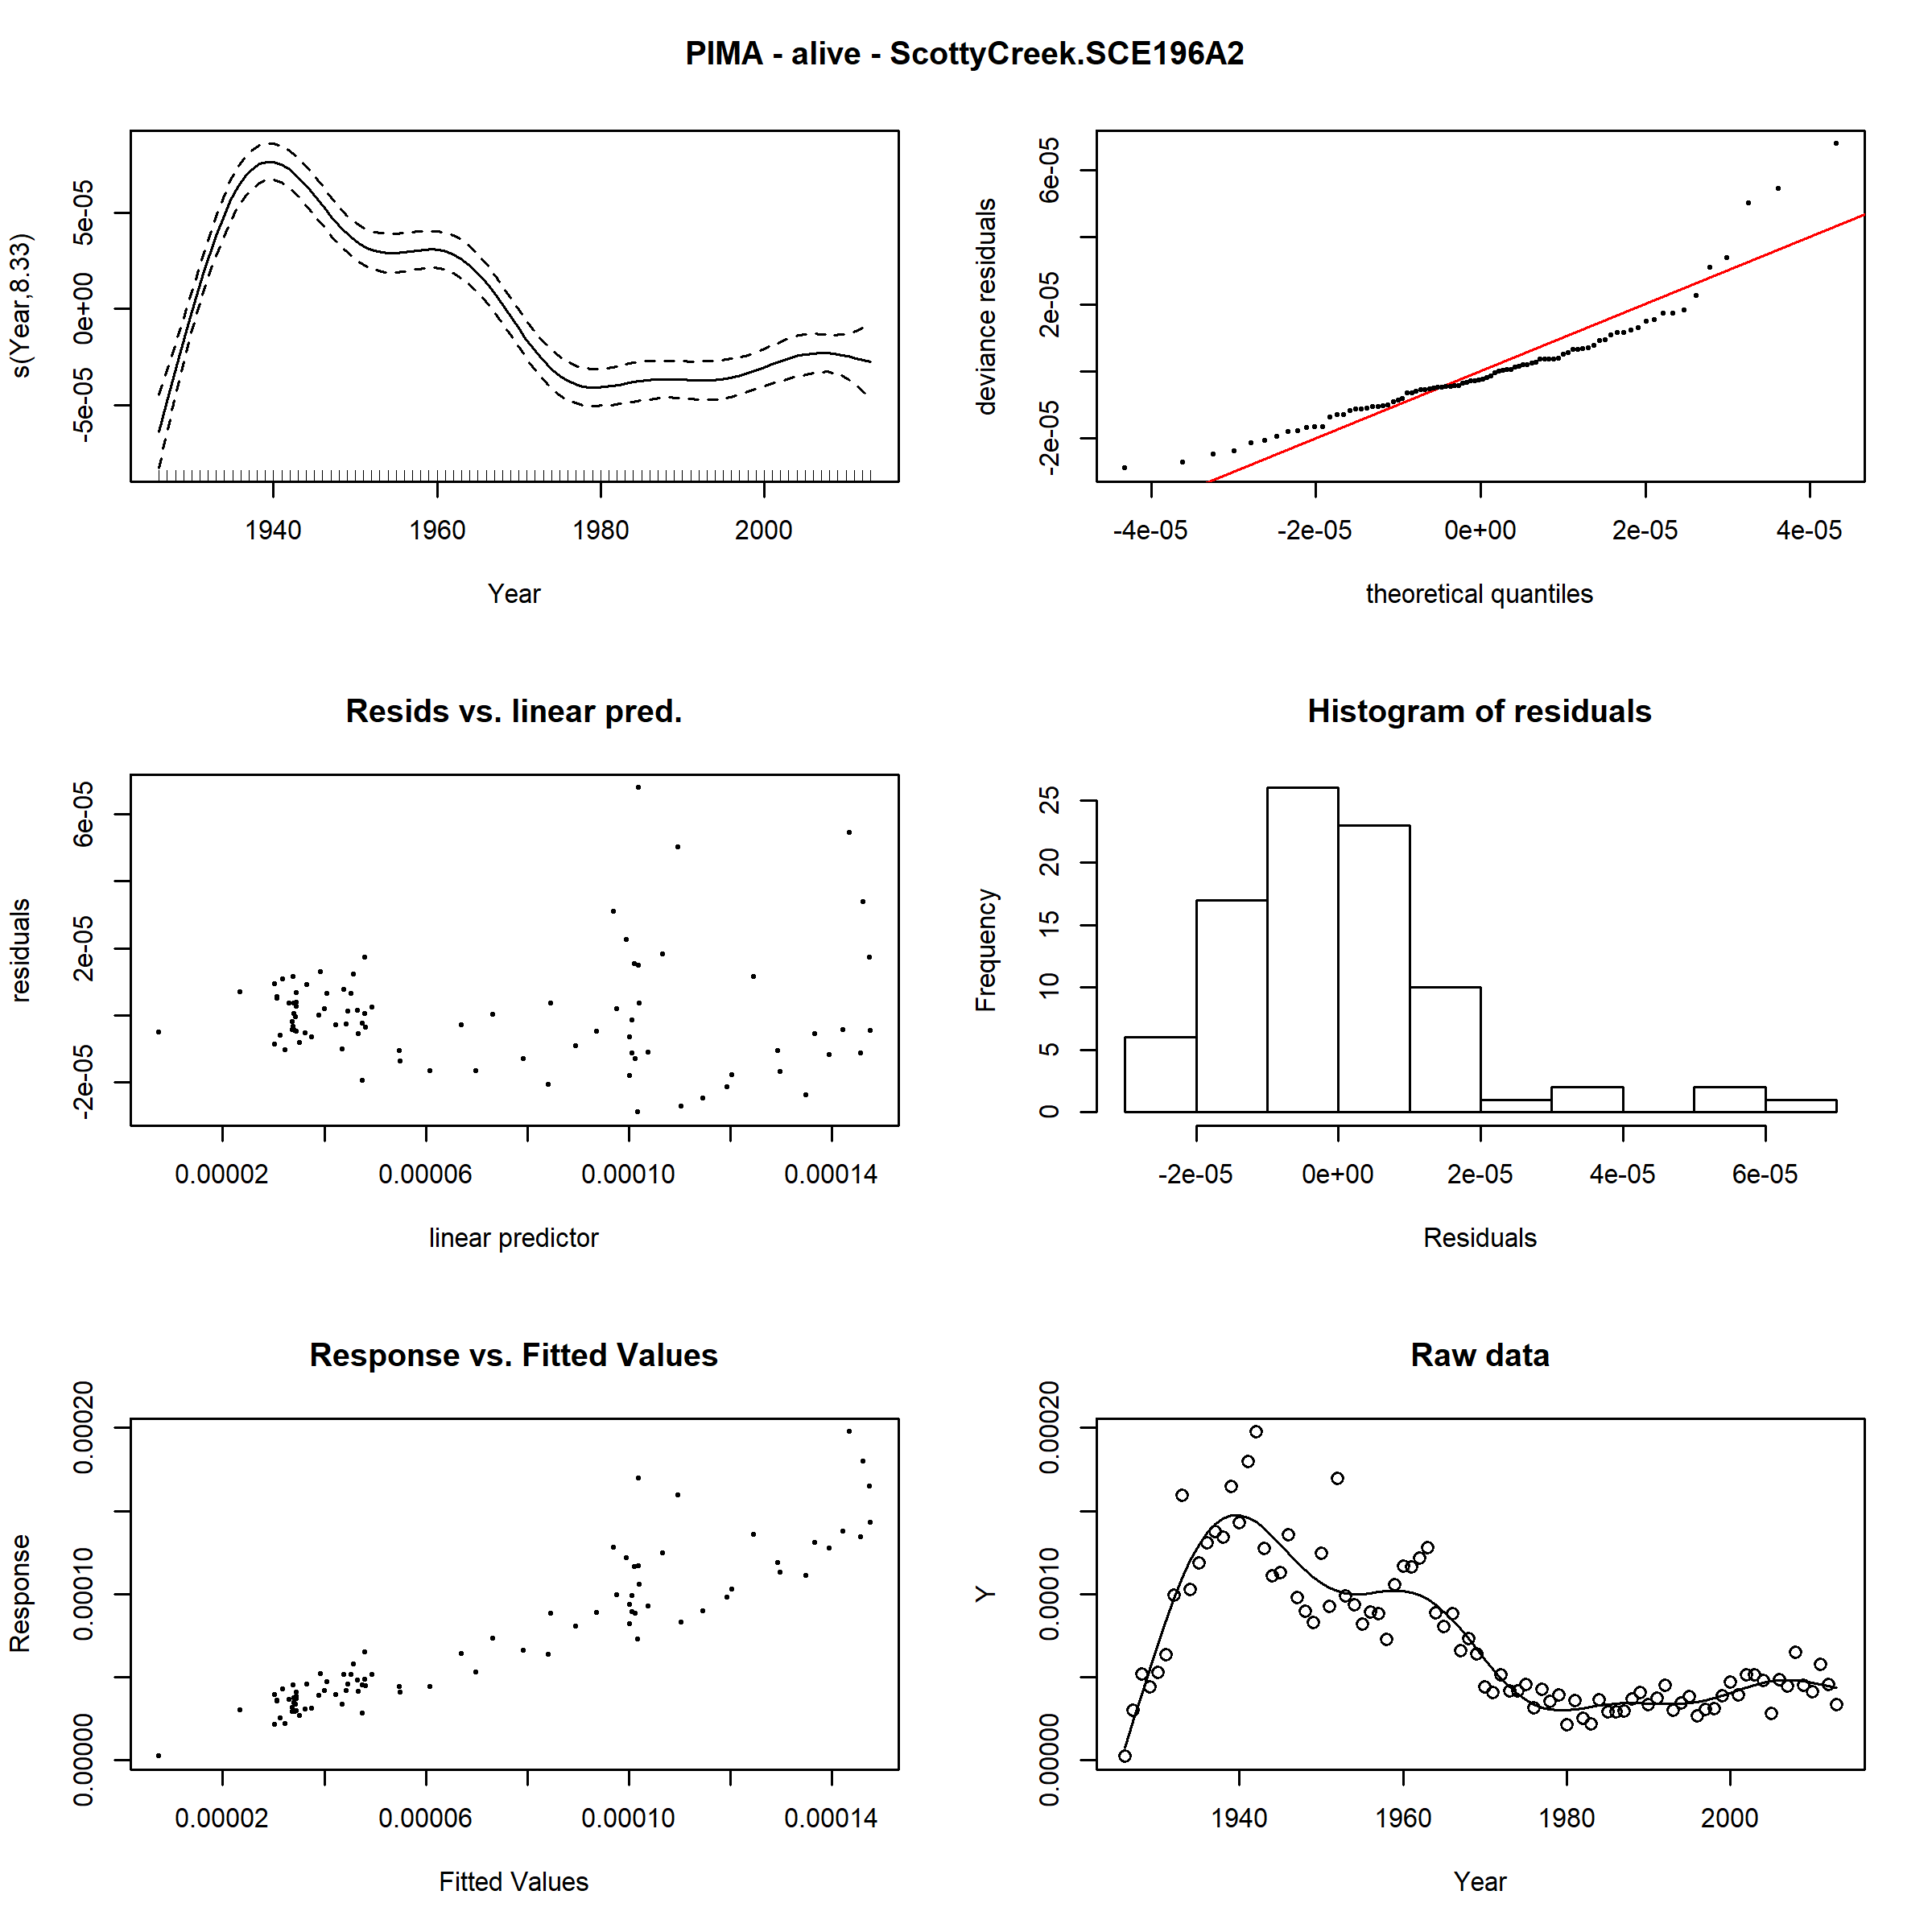 PIMA - alive - ScottyCreek.SCE196A2
s(Year,8.33)
-5e-05 0e+00 5e-05
1940 1960 1980 2000
Year
deviance residuals
-2e-05 2e-05 6e-05
-4e-05 -2e-05 0e+00 2e-05 4e-05
theoretical quantiles
Resids vs. linear pred.
residuals
-2e-05 2e-05 6e-05
0.00002 0.00006 0.00010 0.00014
linear predictor
Histogram of residuals
Frequency
0 5 10 15 20 25
-2e-05 0e+00 2e-05 4e-05 6e-05
Residuals
Response vs. Fitted Values
Response
0.00000 0.00010 0.00020
0.00002 0.00006 0.00010 0.00014
Fitted Values
Raw data
Y
0.00000 0.00010 0.00020
1940 1960 1980 2000
Year